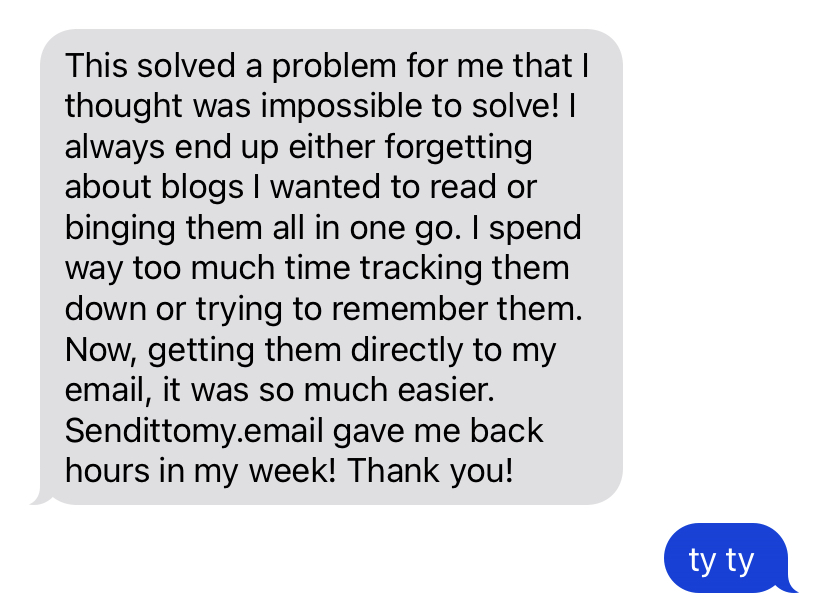 This solved a problem for me that I
thought was impossible to solve! I
always end up either forgetting
about blogs I wanted to read or
binging them all in one go. I spend
way too much time tracking them
down or trying to remember them.
Now, getting them directly to my
email, it was so much easier.
Sendittomy.email gave me back
hours in my week! Thank you!
ty ty